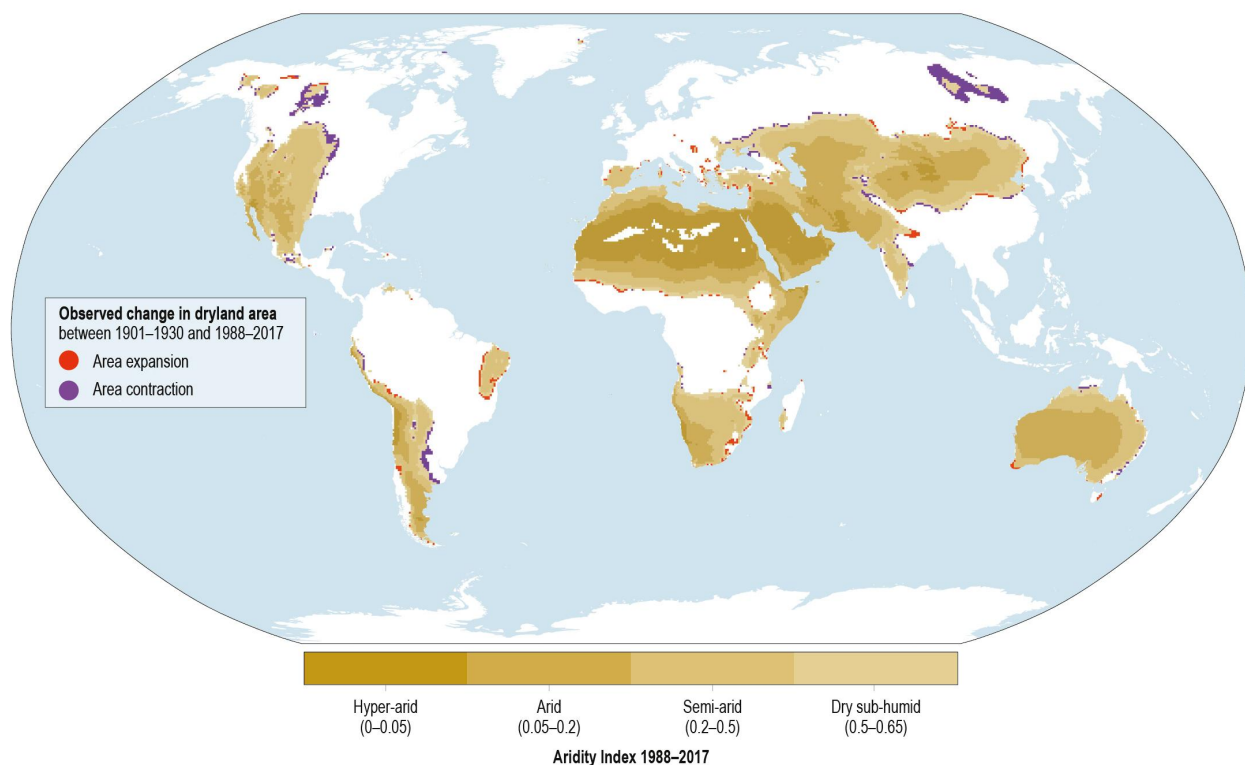 Observed change in dryland area
between 1901–1930 and 1988–2017
Area expansion
Area contraction
Hyper-arid
(0–0.05)
Arid
(0.05–0.2)
Semi-arid
(0.2–0.5)
Dry sub-humid
(0.5–0.65)
Aridity Index 1988–2017